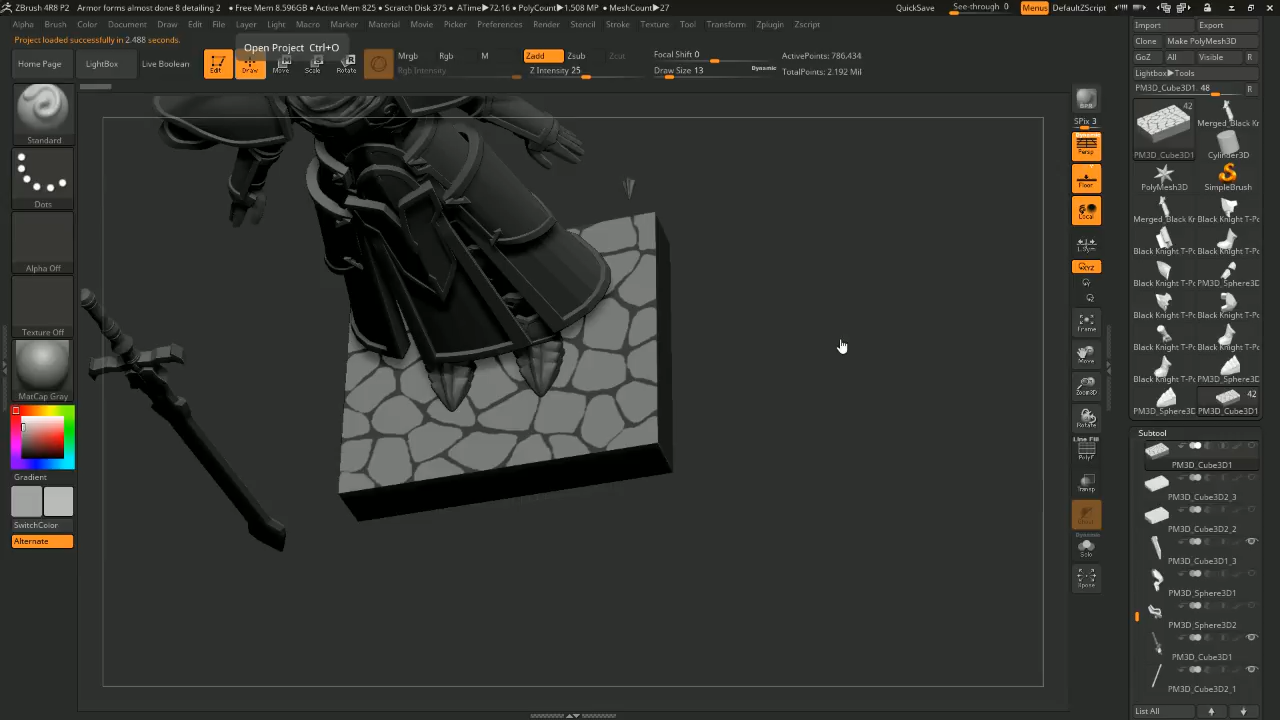 ZBrush 4R8 P2   Armor forms almost done 8 detailing 2   • Free Mem 8.596GB • Active Mem 825 • Scratch Disk 375 • ATime►72.16 • PolyCount►1.508 MP • MeshCount►27   QuickSave   See-through 0   Menus   DefaultZScript
Alpha   Brush   Color   Document   Draw   Edit   File   Layer   Light   Macro   Marker   Material   Movie   Picker   Preferences   Render   Stencil   Stroke   Texture   Tool   Transform   Zplugin   Zscript
Project loaded successfully in 2.488 seconds.
Open Project Ctrl+O
Home Page
LightBox
Live Boolean
Edit
Draw
Move
Scale
Rotate
Mrgb   Rgb   M
Rgb Intensity
Zadd   Zsub   Zcut
Z Intensity 25
Focal Shift 0
Draw Size 13
Dynamic
ActivePoints: 786,434
TotalPoints: 2.192 Mil
Standard
Dots
Alpha Off
Texture Off
MatCap Gray
Gradient
SwitchColor
Alternate
BPR
SPix 3
Dynamic
Persp
Floor
Local
L.Sym
XYZ
Frame
Move
Zoom3D
Rotate
Line Fill
PolyF
Transp
Ghost
Dynamic
Solo
Xpose
Import   Export
Clone   Make PolyMesh3D
GoZ   All   Visible   R
Lightbox►Tools
PM3D_Cube3D1. 48   R
42
PM3D_Cube3D1
Merged_Black Kr
Cylinder3D
PolyMesh3D
SimpleBrush
Merged_Black Kr   Black Knight T-Pc
Black Knight T-Pc   Black Knight T-Pc
Black Knight T-Pc   PM3D_Sphere3D
Black Knight T-Pc   Black Knight T-Pc
Black Knight T-Pc   Black Knight T-Pc
Black Knight T-Pc   PM3D_Sphere3D
42
PM3D_Sphere3D   PM3D_Cube3D1
Subtool
PM3D_Cube3D1
PM3D_Cube3D2_3
PM3D_Cube3D2_2
PM3D_Cube3D1_3
PM3D_Sphere3D1
PM3D_Sphere3D2
PM3D_Cube3D1
PM3D_Cube3D2_1
List All